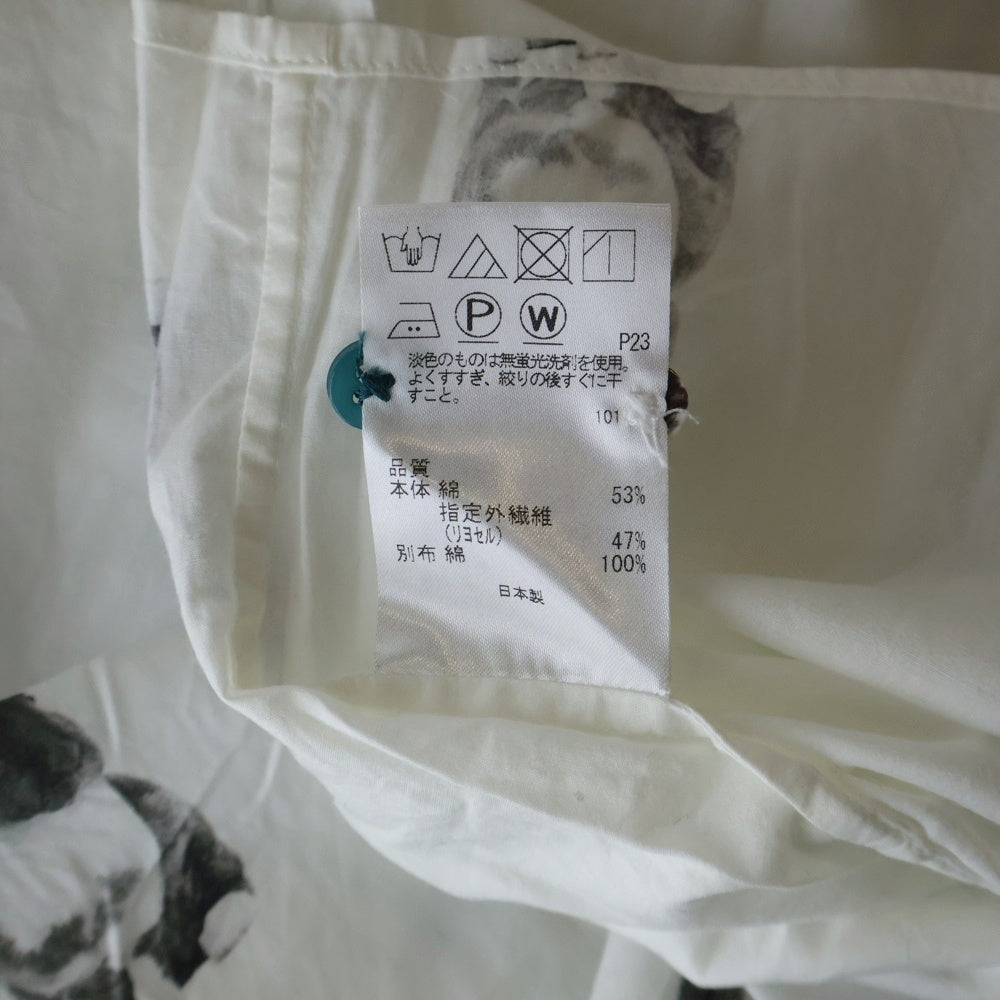 P W
P23
淡色のものは無蛍光洗剤を使用。
よくすすぎ、絞りの後すぐに干
すこと。
101
品質
本体 綿 53%
指定外繊維
(リヨセル) 47%
別布 綿 100%
日本製